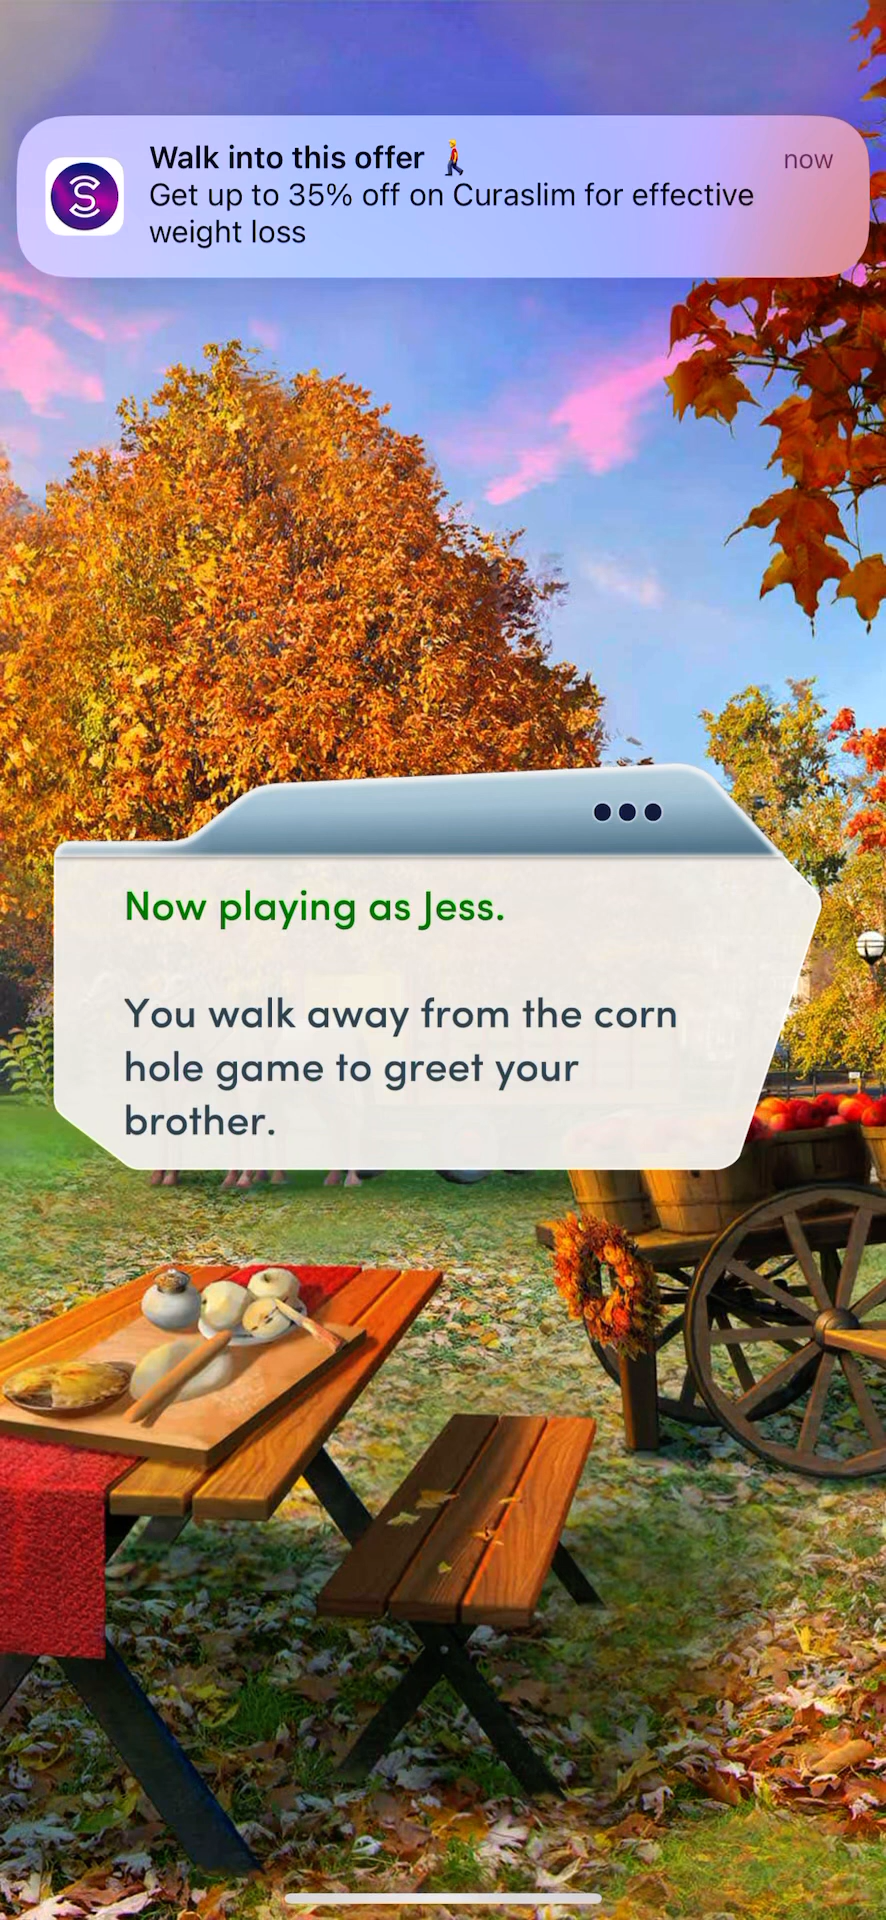 Walk into this offer 🚶 now
Get up to 35% off on Curaslim for effective
weight loss
Now playing as Jess.
You walk away from the corn
hole game to greet your
brother.